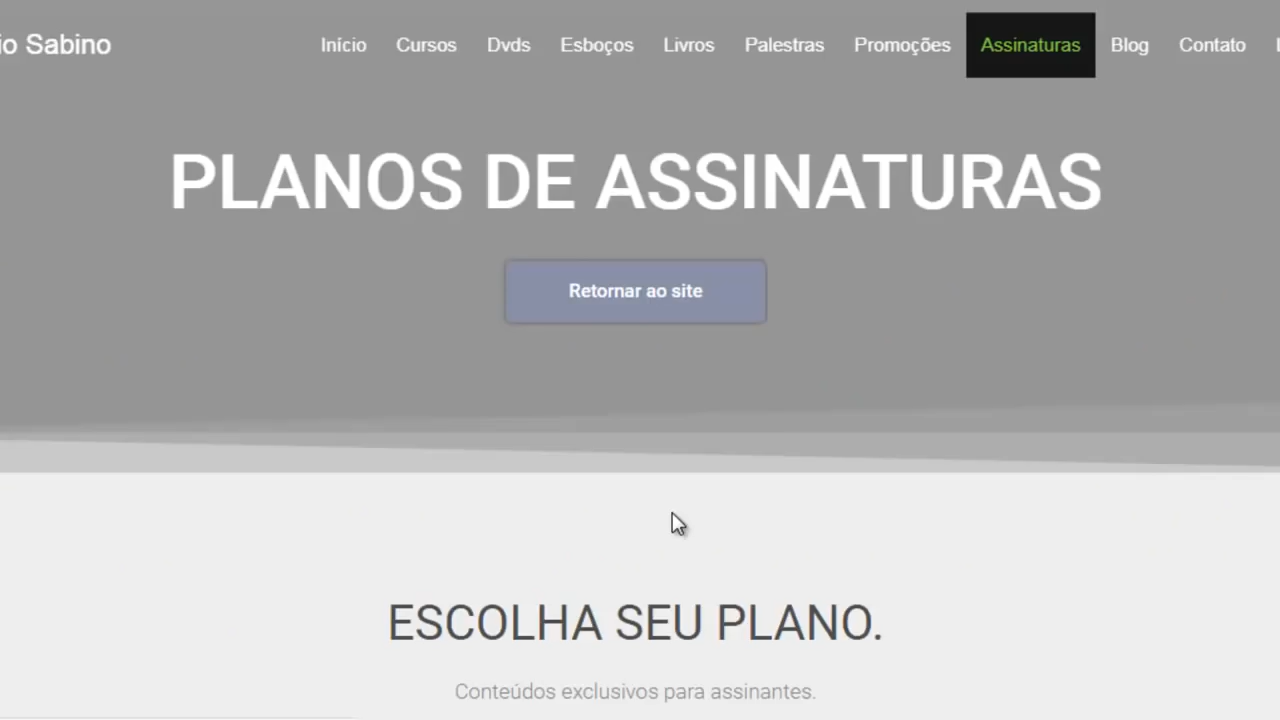 Sabino
Início Cursos Dvds Esboços Livros Palestras Promoções Assinaturas Blog Contato
PLANOS DE ASSINATURAS
Retornar ao site
ESCOLHA SEU PLANO.
Conteúdos exclusivos para assinantes.